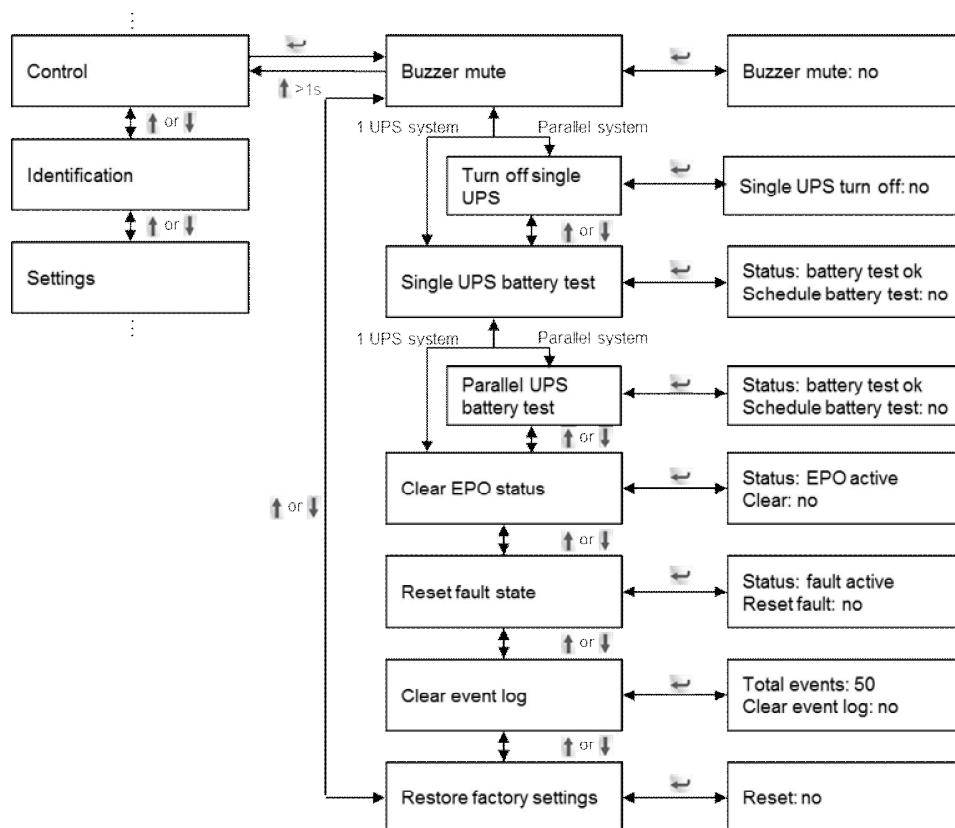 ⋮
Control
↑ >1s
Buzzer mute
Buzzer mute: no
↑ or ↓
1 UPS system
Parallel system
Identification
Turn off single
UPS
Single UPS turn off: no
↑ or ↓
↑ or ↓
Settings
Single UPS battery test
Status: battery test ok
Schedule battery test: no
⋮
1 UPS system
Parallel system
Parallel UPS
battery test
Status: battery test ok
Schedule battery test: no
↑ or ↓
Clear EPO status
Status: EPO active
Clear: no
↑ or ↓
↑ or ↓
Reset fault state
Status: fault active
Reset fault: no
↑ or ↓
Clear event log
Total events: 50
Clear event log: no
↑ or ↓
Restore factory settings
Reset: no